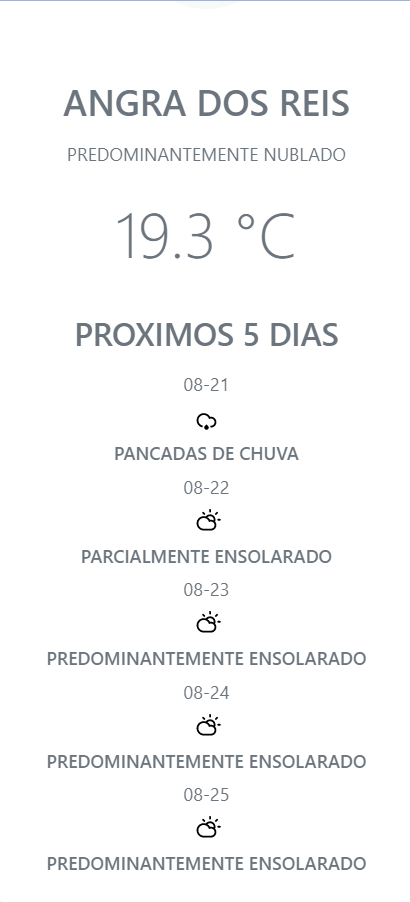 ANGRA DOS REIS
PREDOMINANTEMENTE NUBLADO
19.3 °C
PROXIMOS 5 DIAS
08-21
PANCADAS DE CHUVA
08-22
PARCIALMENTE ENSOLARADO
08-23
PREDOMINANTEMENTE ENSOLARADO
08-24
PREDOMINANTEMENTE ENSOLARADO
08-25
PREDOMINANTEMENTE ENSOLARADO